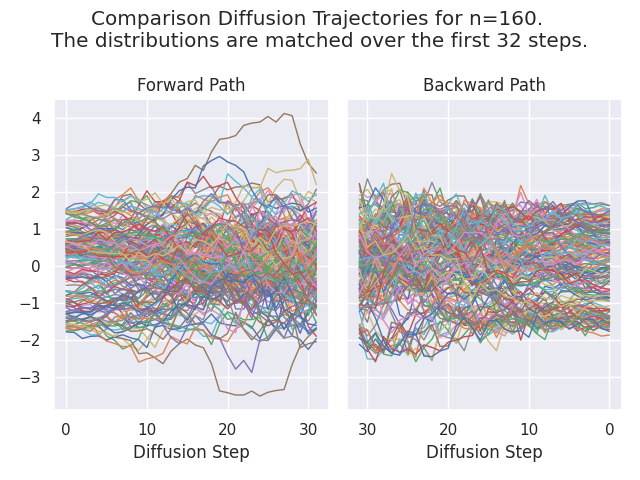 Comparison Diffusion Trajectories for n=160.
The distributions are matched over the first 32 steps.
Forward Path
Backward Path
4
3
2
1
0
−1
−2
−3
0 10 20 30
30 20 10 0
Diffusion Step
Diffusion Step